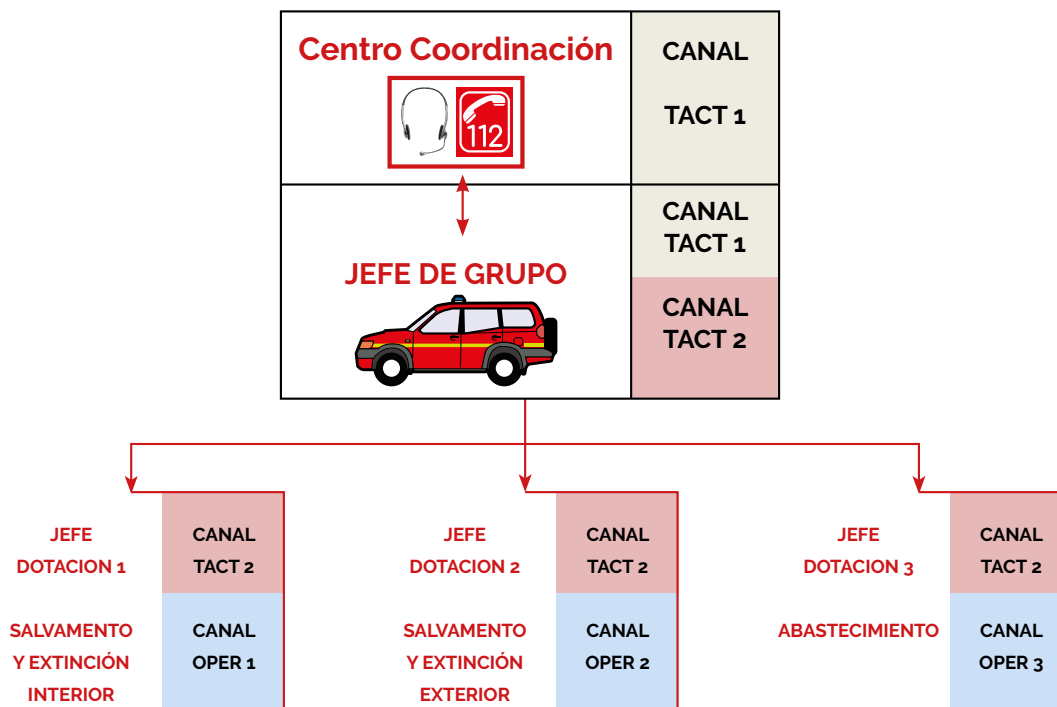 Centro Coordinación
112
CANAL
TACT 1
JEFE DE GRUPO
CANAL
TACT 1
CANAL
TACT 2
JEFE
DOTACION 1
CANAL
TACT 2
SALVAMENTO
Y EXTINCIÓN
INTERIOR
CANAL
OPER 1
JEFE
DOTACION 2
CANAL
TACT 2
SALVAMENTO
Y EXTINCIÓN
EXTERIOR
CANAL
OPER 2
JEFE
DOTACION 3
CANAL
TACT 2
ABASTECIMIENTO
CANAL
OPER 3